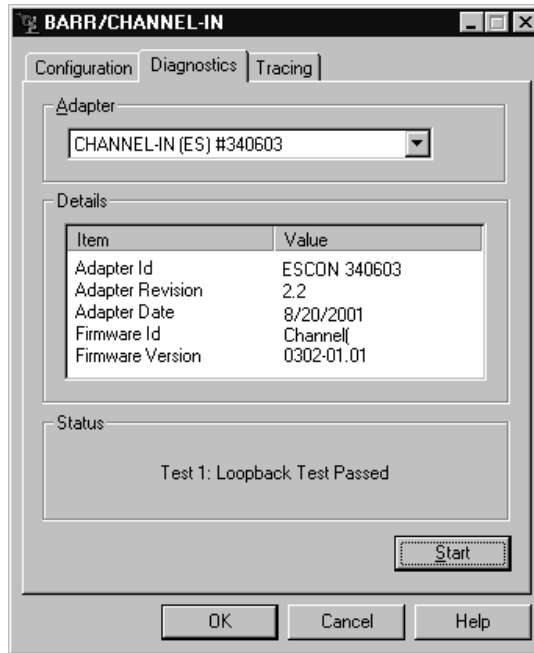 BARR/CHANNEL-IN
Configuration Diagnostics Tracing
Adapter
CHANNEL-IN (ES) #340603
Details
Item Value
Adapter Id ESCON 340603
Adapter Revision 2.2
Adapter Date 8/20/2001
Firmware Id Channel(
Firmware Version 0302-01.01
Status
Test 1: Loopback Test Passed
Start
OK Cancel Help